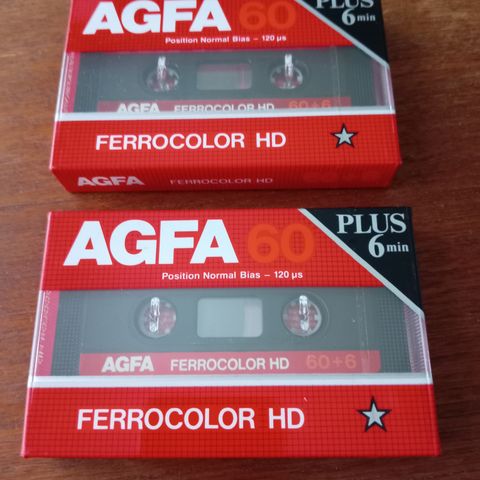 AGFA 60
PLUS
6 min
Position Normal Bias – 120 µs
AGFA FERROCOLOR HD 60+6
FERROCOLOR HD
AGFA FERROCOLOR HD
AGFA 60
PLUS
6 min
Position Normal Bias – 120 µs
AGFA FERROCOLOR HD 60+6
FERROCOLOR HD